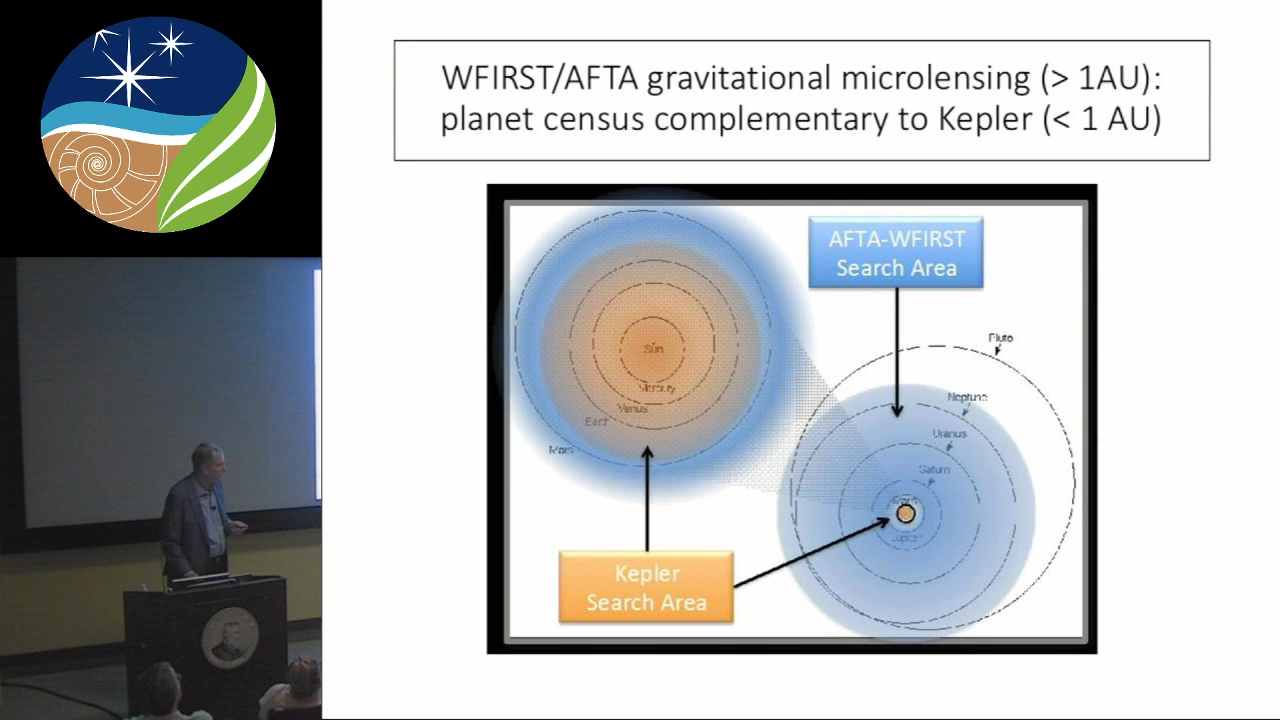 WFIRST/AFTA gravitational microlensing (> 1AU):
planet census complementary to Kepler (< 1 AU)
AFTA-WFIRST
Search Area
Sun
Mercury
Venus
Earth
Mars
Pluto
Neptune
Uranus
Saturn
Jupiter
Kepler
Search Area